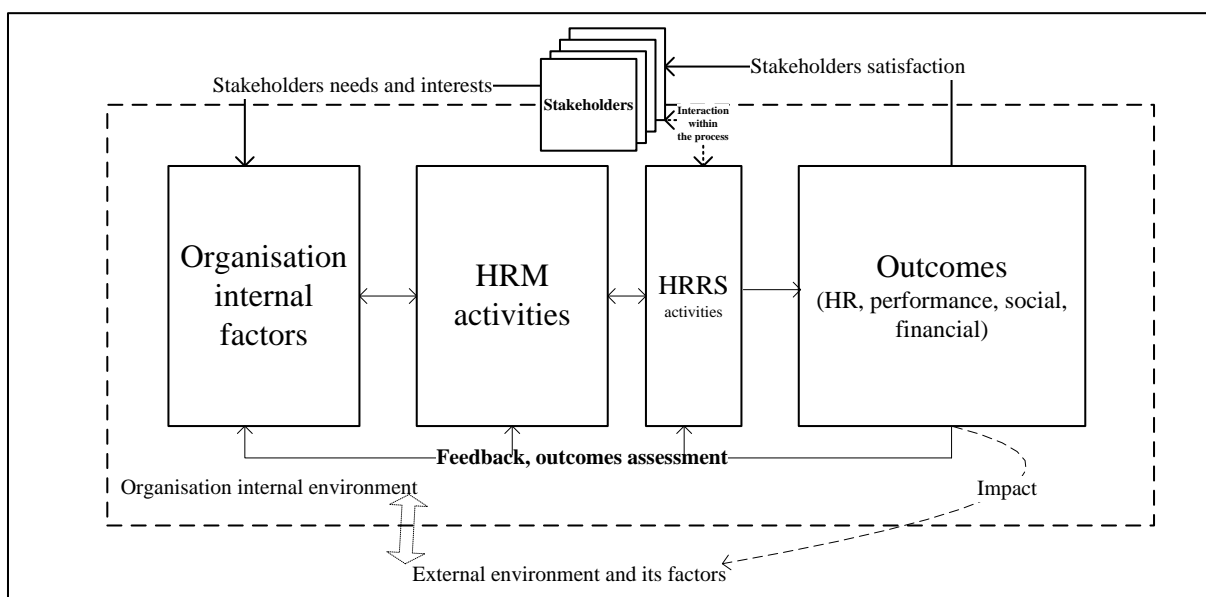 Stakeholders needs and interests
Stakeholders
Stakeholders satisfaction
Interaction
within
the process
Organisation
internal
factors
HRM
activities
HRRS
activities
Outcomes
(HR, performance, social,
financial)
Feedback, outcomes assessment
Organisation internal environment
Impact
External environment and its factors